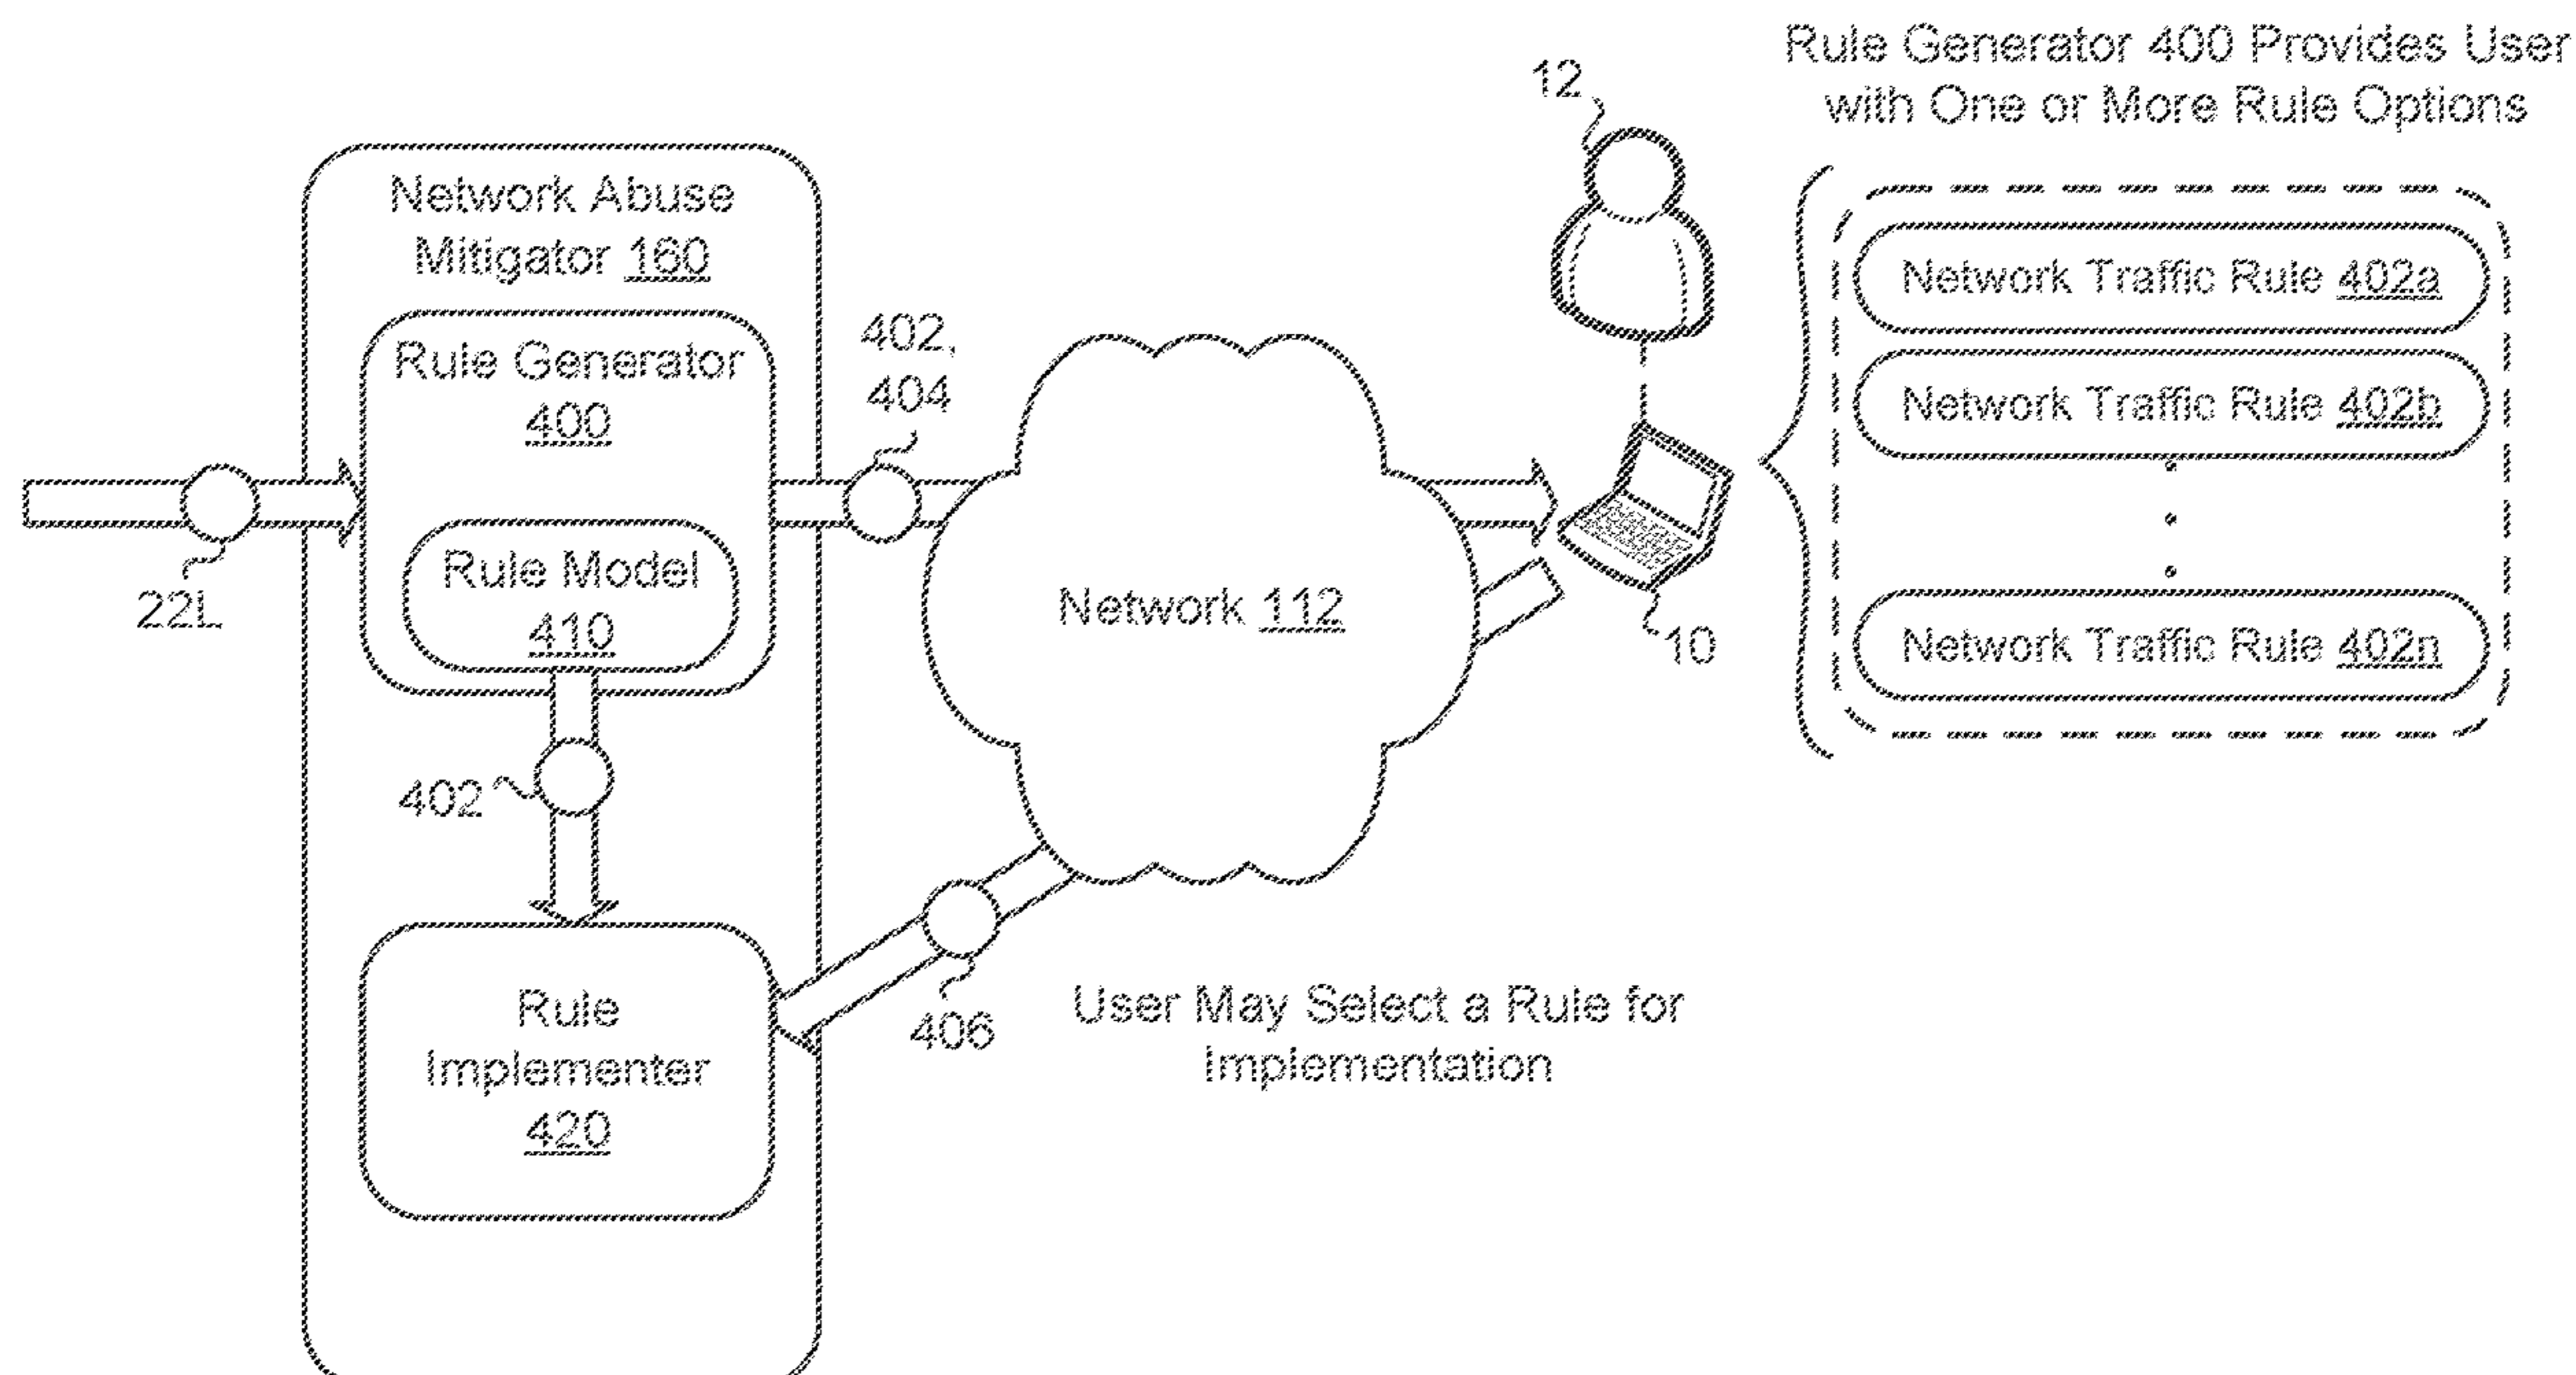 Rule Generator 400 Provides User
with One or More Rule Options
12
Network Abuse
Mitigator 160
Rule Generator
400
402,
404
Rule Model
410
22L
Network 112
10
Network Traffic Rule 402a
Network Traffic Rule 402b
Network Traffic Rule 402n
402
406
Rule
Implementer
420
User May Select a Rule for
Implementation